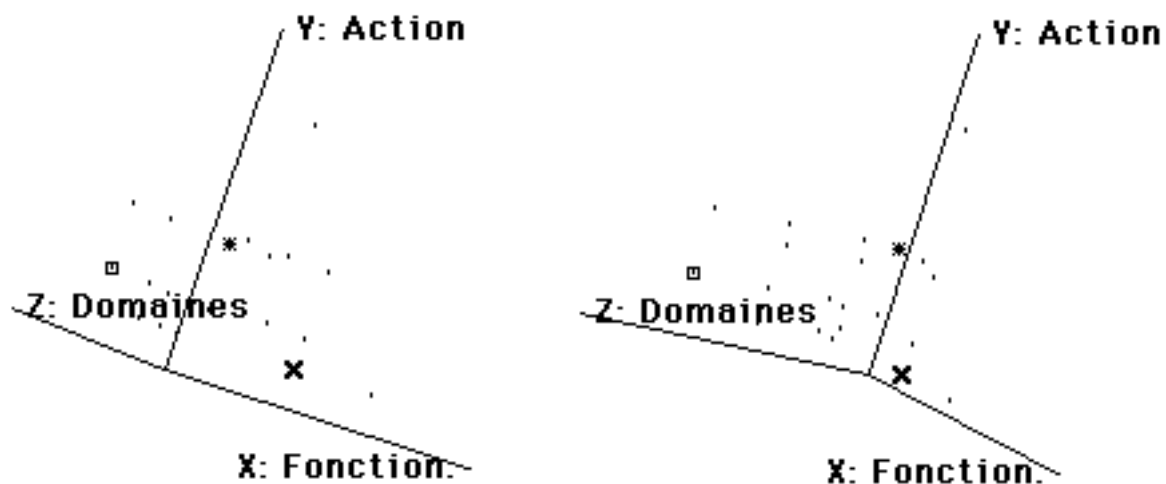 Y: Action
Z: Domaines
X: Fonction.
Y: Action
Z: Domaines
X: Fonction.